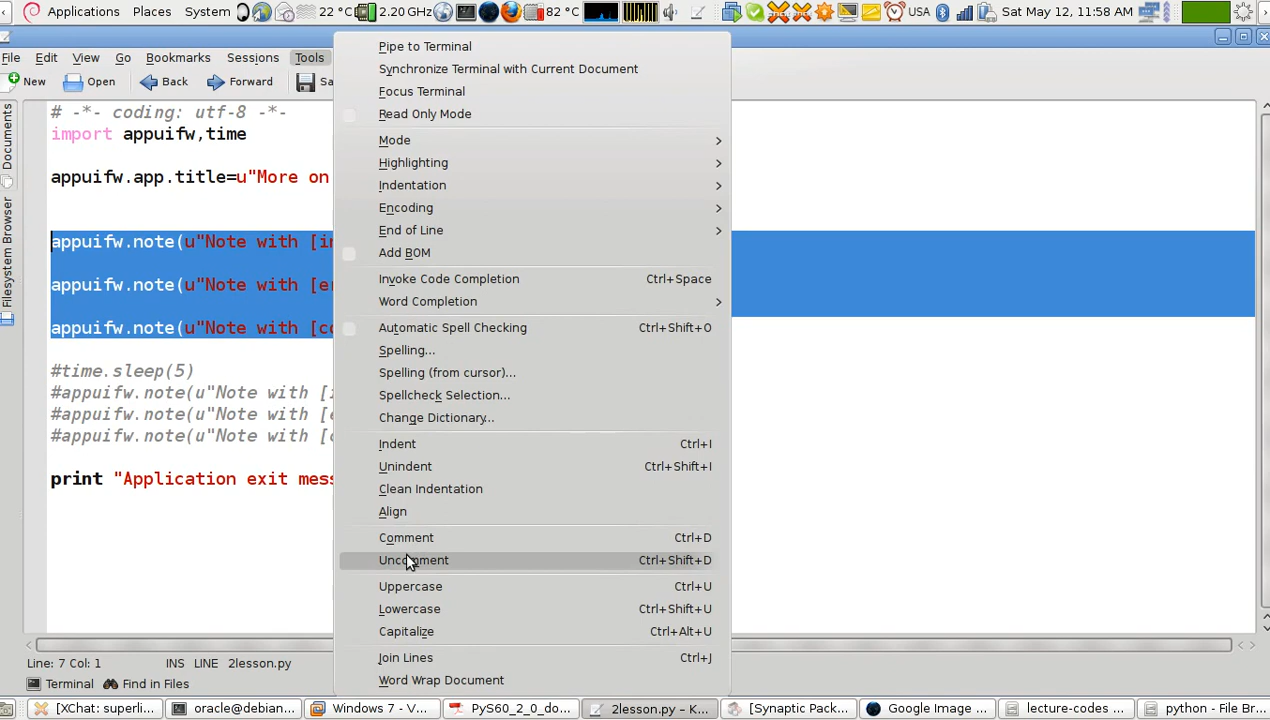 Applications Places System 22 °C 2.20 GHz 82 °C USA Sat May 12, 11:58 AM
File Edit View Go Bookmarks Sessions Tools
New Open Back Forward
Documents
Filesystem Browser
# -*- coding: utf-8 -*-
import appuifw,time
appuifw.app.title=u"More on
appuifw.note(u"Note with [
appuifw.note(u"Note with [
appuifw.note(u"Note with [
#time.sleep(5)
#appuifw.note(u"Note with [
#appuifw.note(u"Note with [
#appuifw.note(u"Note with [
print "Application exit mess
Pipe to Terminal
Synchronize Terminal with Current Document
Focus Terminal
Read Only Mode
Mode
Highlighting
Indentation
Encoding
End of Line
Add BOM
Invoke Code Completion Ctrl+Space
Word Completion
Automatic Spell Checking Ctrl+Shift+O
Spelling...
Spelling (from cursor)...
Spellcheck Selection...
Change Dictionary...
Indent Ctrl+I
Unindent Ctrl+Shift+I
Clean Indentation
Align
Comment Ctrl+D
Uncomment Ctrl+Shift+D
Uppercase Ctrl+U
Lowercase Ctrl+Shift+U
Capitalize Ctrl+Alt+U
Join Lines Ctrl+J
Word Wrap Document
Line: 7 Col: 1 INS LINE 2lesson.py
Terminal Find in Files
[XChat: superli... oracle@debian... Windows 7 - V... PyS60_2_0_do... 2lesson.py – K... [Synaptic Pack... Google Image ... lecture-codes ... python - File Br...